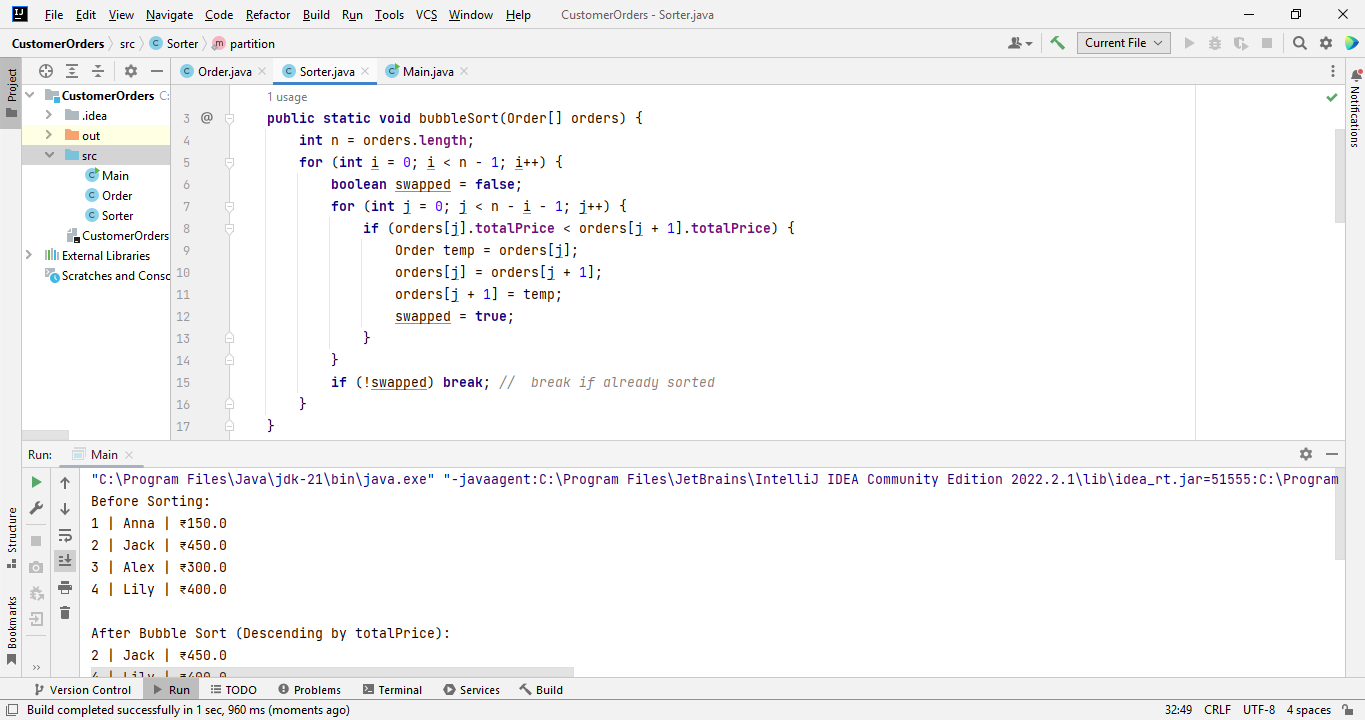 File Edit View Navigate Code Refactor Build Run Tools VCS Window Help CustomerOrders - Sorter.java
CustomerOrders src Sorter partition
Current File
Project
Order.java Sorter.java Main.java
CustomerOrders C:
.idea
out
src
Main
Order
Sorter
CustomerOrders
External Libraries
Scratches and Consc
1 usage
3 @ public static void bubbleSort(Order[] orders) {
4 int n = orders.length;
5 for (int i = 0; i < n - 1; i++) {
6 boolean swapped = false;
7 for (int j = 0; j < n - i - 1; j++) {
8 if (orders[j].totalPrice < orders[j + 1].totalPrice) {
9 Order temp = orders[j];
10 orders[j] = orders[j + 1];
11 orders[j + 1] = temp;
12 swapped = true;
13 }
14 }
15 if (!swapped) break; // break if already sorted
16 }
17 }
Notifications
Run: Main
"C:\Program Files\Java\jdk-21\bin\java.exe" "-javaagent:C:\Program Files\JetBrains\IntelliJ IDEA Community Edition 2022.2.1\lib\idea_rt.jar=51555:C:\Program
Before Sorting:
1 | Anna | ₹150.0
2 | Jack | ₹450.0
3 | Alex | ₹300.0
4 | Lily | ₹400.0
After Bubble Sort (Descending by totalPrice):
2 | Jack | ₹450.0
4 | Lily | ₹400.0
Structure
Bookmarks
Version Control Run TODO Problems Terminal Services Build
Build completed successfully in 1 sec, 960 ms (moments ago) 32:49 CRLF UTF-8 4 spaces